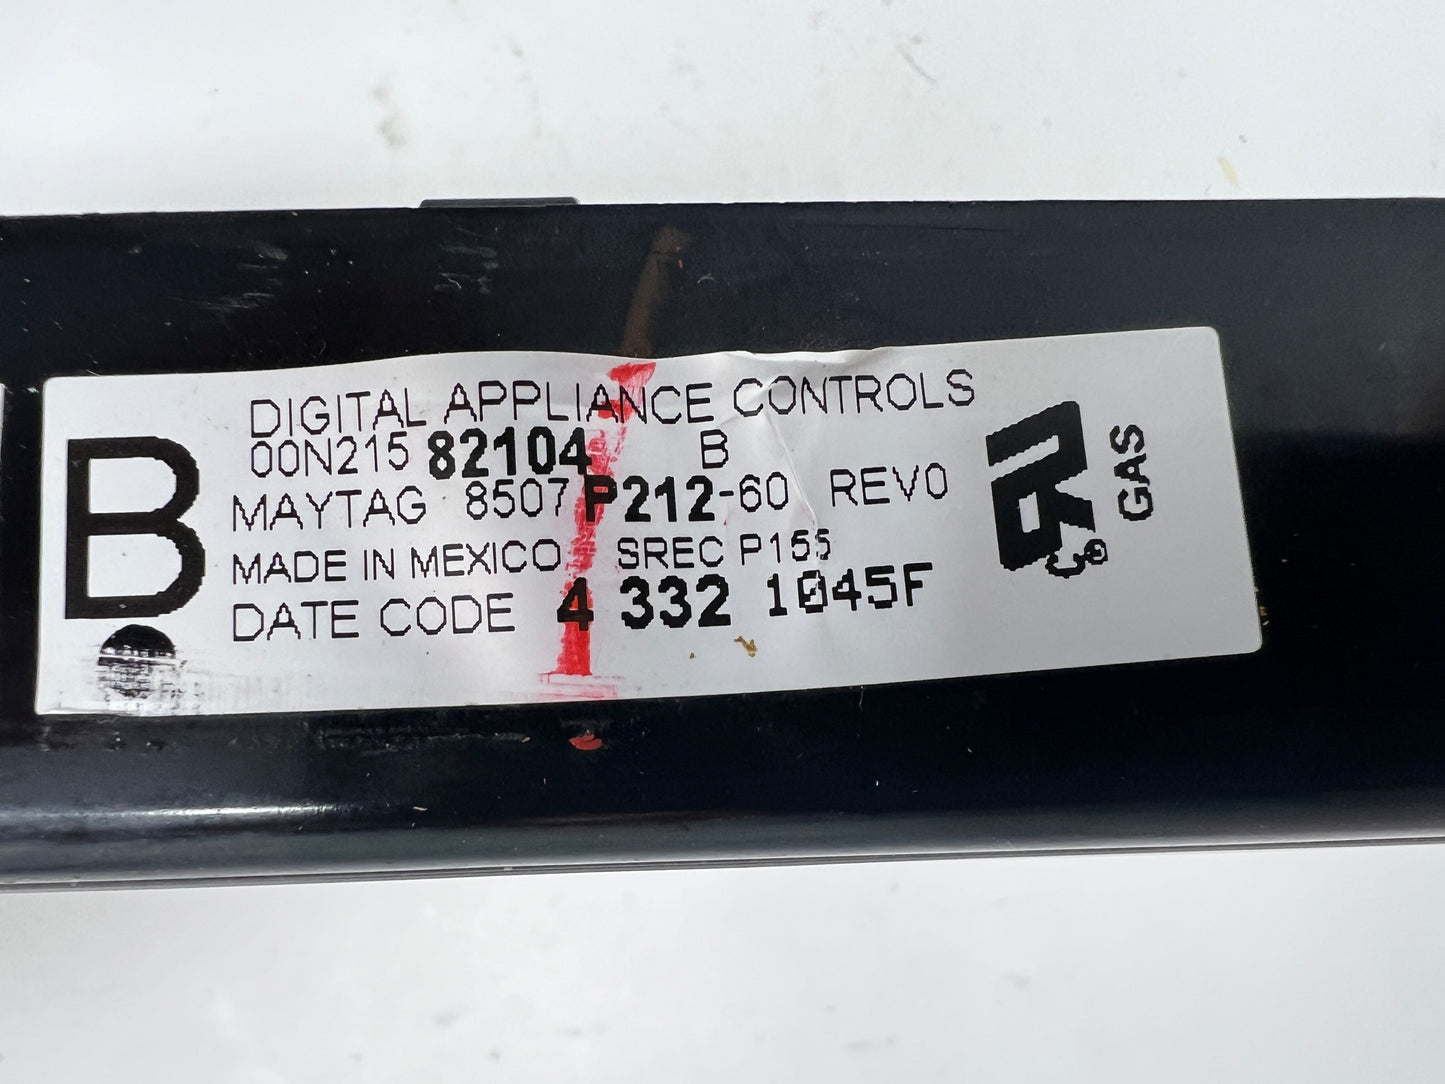 B
DIGITAL APPLIANCE CONTROLS
00N215 82104 B
MAYTAG 8507 P212-60 REV0
MADE IN MEXICO SREC P155
DATE CODE 4 332 1045F
GAS